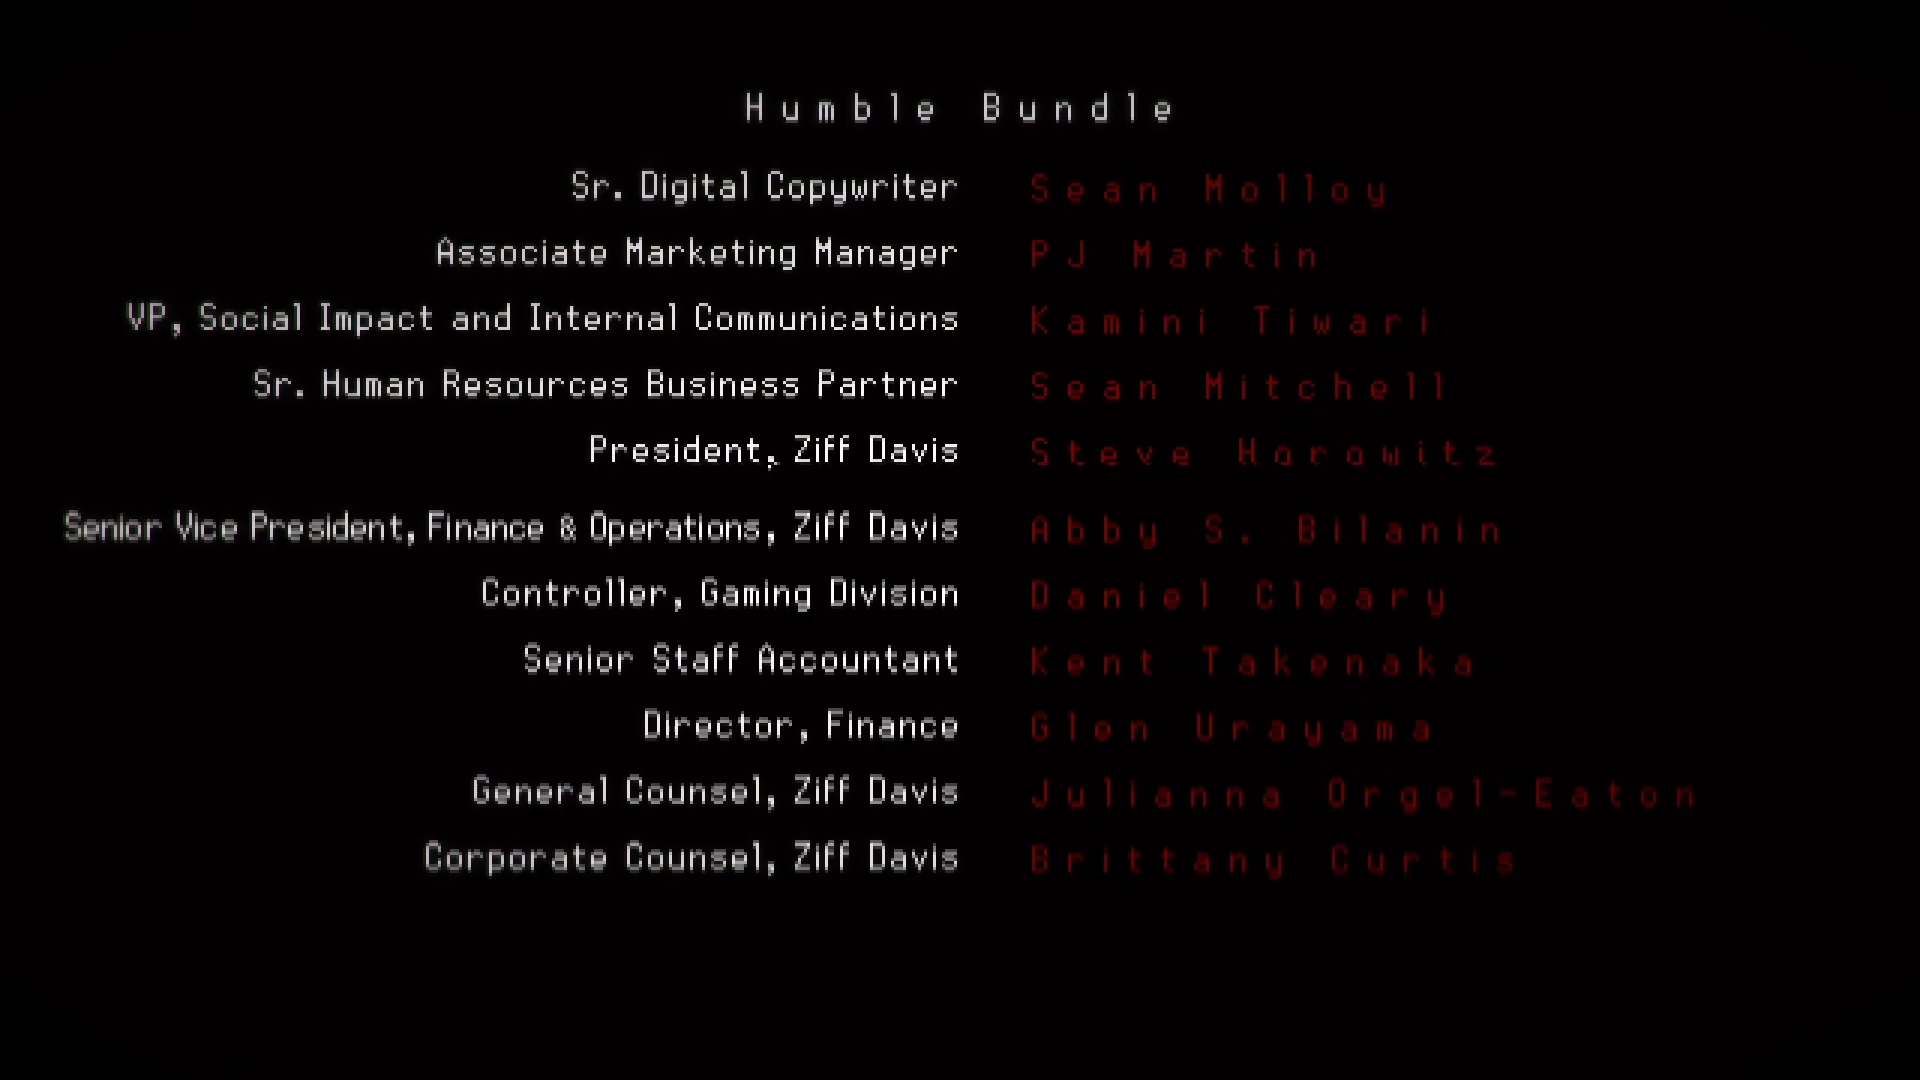 Humble Bundle
Sr. Digital Copywriter Sean Molloy
Associate Marketing Manager PJ Martin
VP, Social Impact and Internal Communications Kamini Tiwari
Sr. Human Resources Business Partner Sean Mitchell
President, Ziff Davis Steve Horowitz
Senior Vice President, Finance & Operations, Ziff Davis Abby S. Bilanin
Controller, Gaming Division Daniel Cleary
Senior Staff Accountant Kent Takenaka
Director, Finance Glen Urayama
General Counsel, Ziff Davis Julianna Orgel-Eaton
Corporate Counsel, Ziff Davis Brittany Curtis